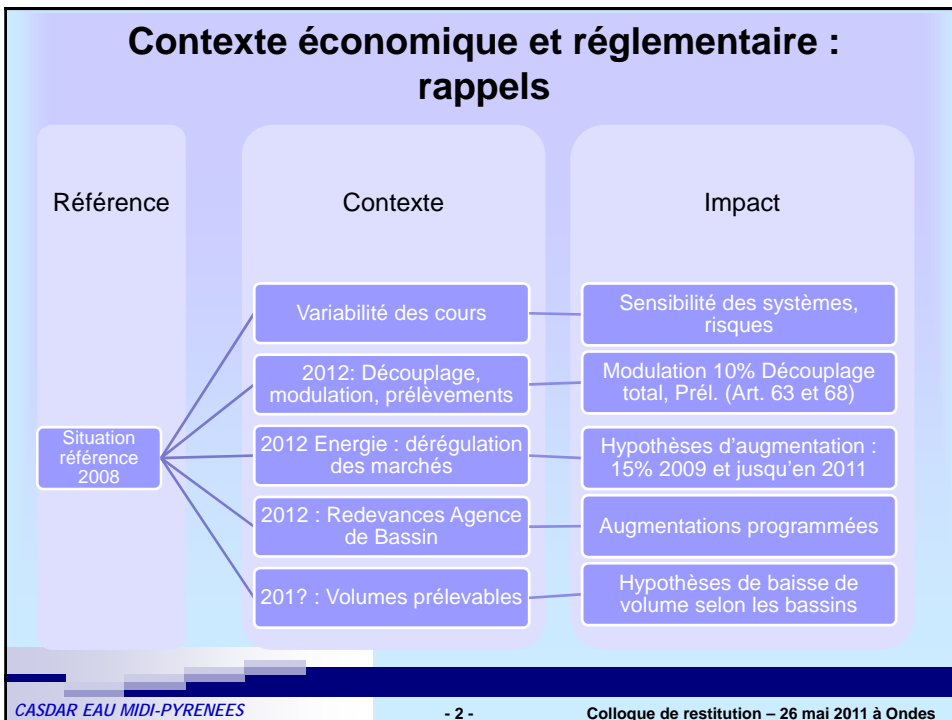 Contexte économique et réglementaire :
rappels
Référence
Contexte
Impact
Situation
référence
2008
Variabilité des cours
Sensibilité des systèmes,
risques
2012: Découplage,
modulation, prélèvements
Modulation 10% Découplage
total, Prél. (Art. 63 et 68)
2012 Energie : dérégulation
des marchés
Hypothèses d’augmentation :
15% 2009 et jusqu’en 2011
2012 : Redevances Agence
de Bassin
Augmentations programmées
201? : Volumes prélevables
Hypothèses de baisse de
volume selon les bassins
CASDAR EAU MIDI-PYRENEES
- 2 -
Colloque de restitution – 26 mai 2011 à Ondes